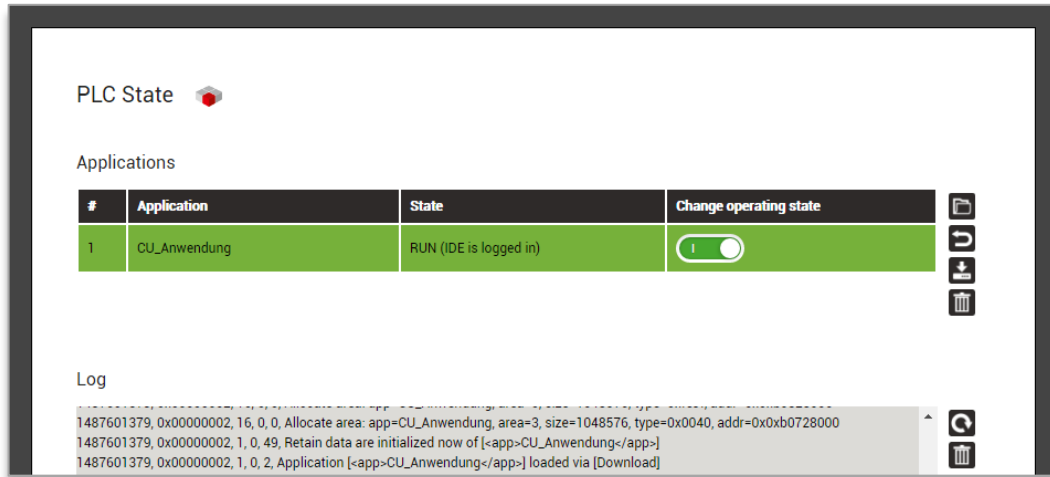 PLC State
Applications
# Application State Change operating state
1 CU_Anwendung RUN (IDE is logged in) I
Log
1487601379, 0x00000002, 16, 0, 0, Allocate area: app=CU_Anwendung, area=3, size=1048576, type=0x0040, addr=0x0xb0728000
1487601379, 0x00000002, 1, 0, 49, Retain data are initialized now of [<app>CU_Anwendung</app>]
1487601379, 0x00000002, 1, 0, 2, Application [<app>CU_Anwendung</app>] loaded via [Download]